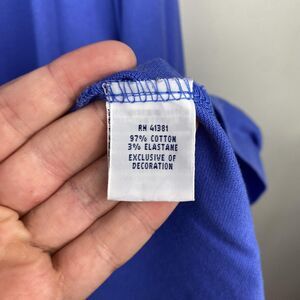 RN 41381
97% COTTON
3% ELASTANE
EXCLUSIVE OF
DECORATION